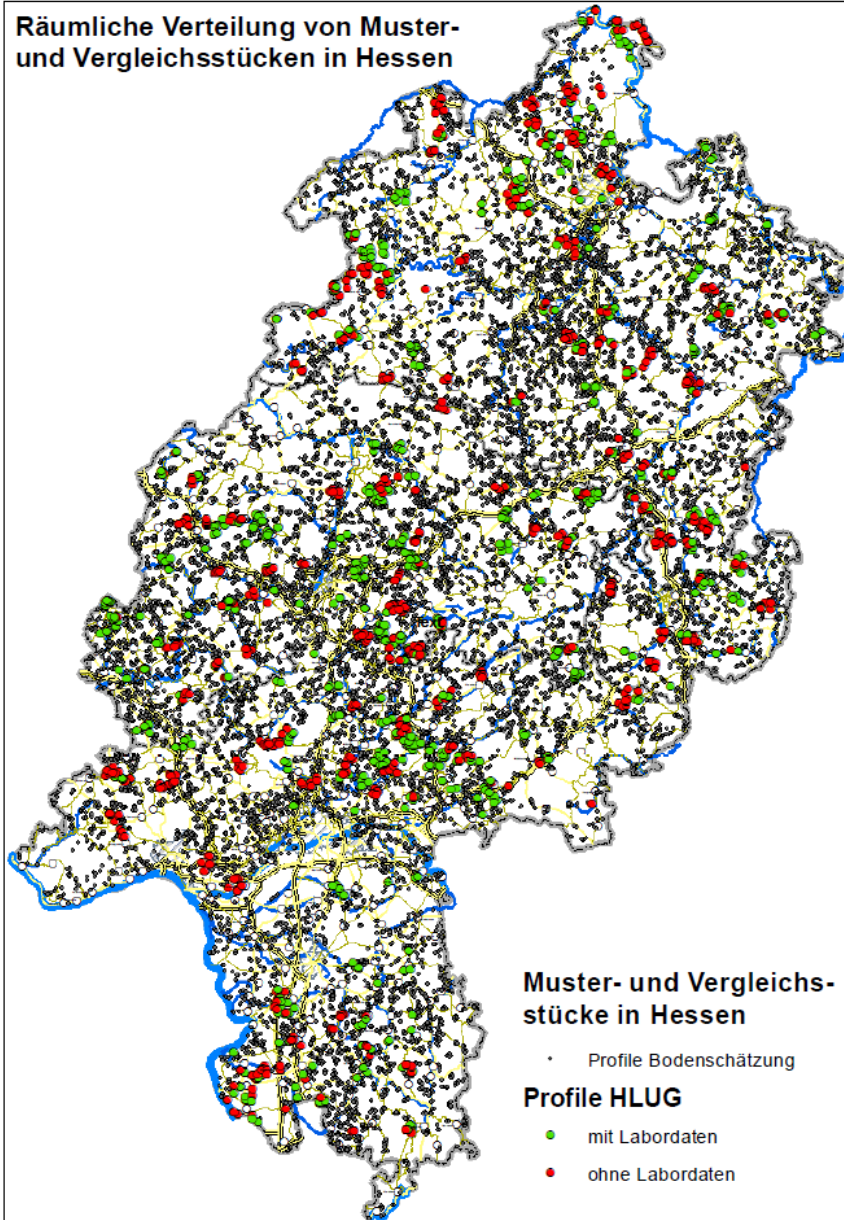 Räumliche Verteilung von Muster-
und Vergleichsstücken in Hessen
Muster- und Vergleichs-
stücke in Hessen
Profile Bodenschätzung
Profile HLUG
mit Labordaten
ohne Labordaten